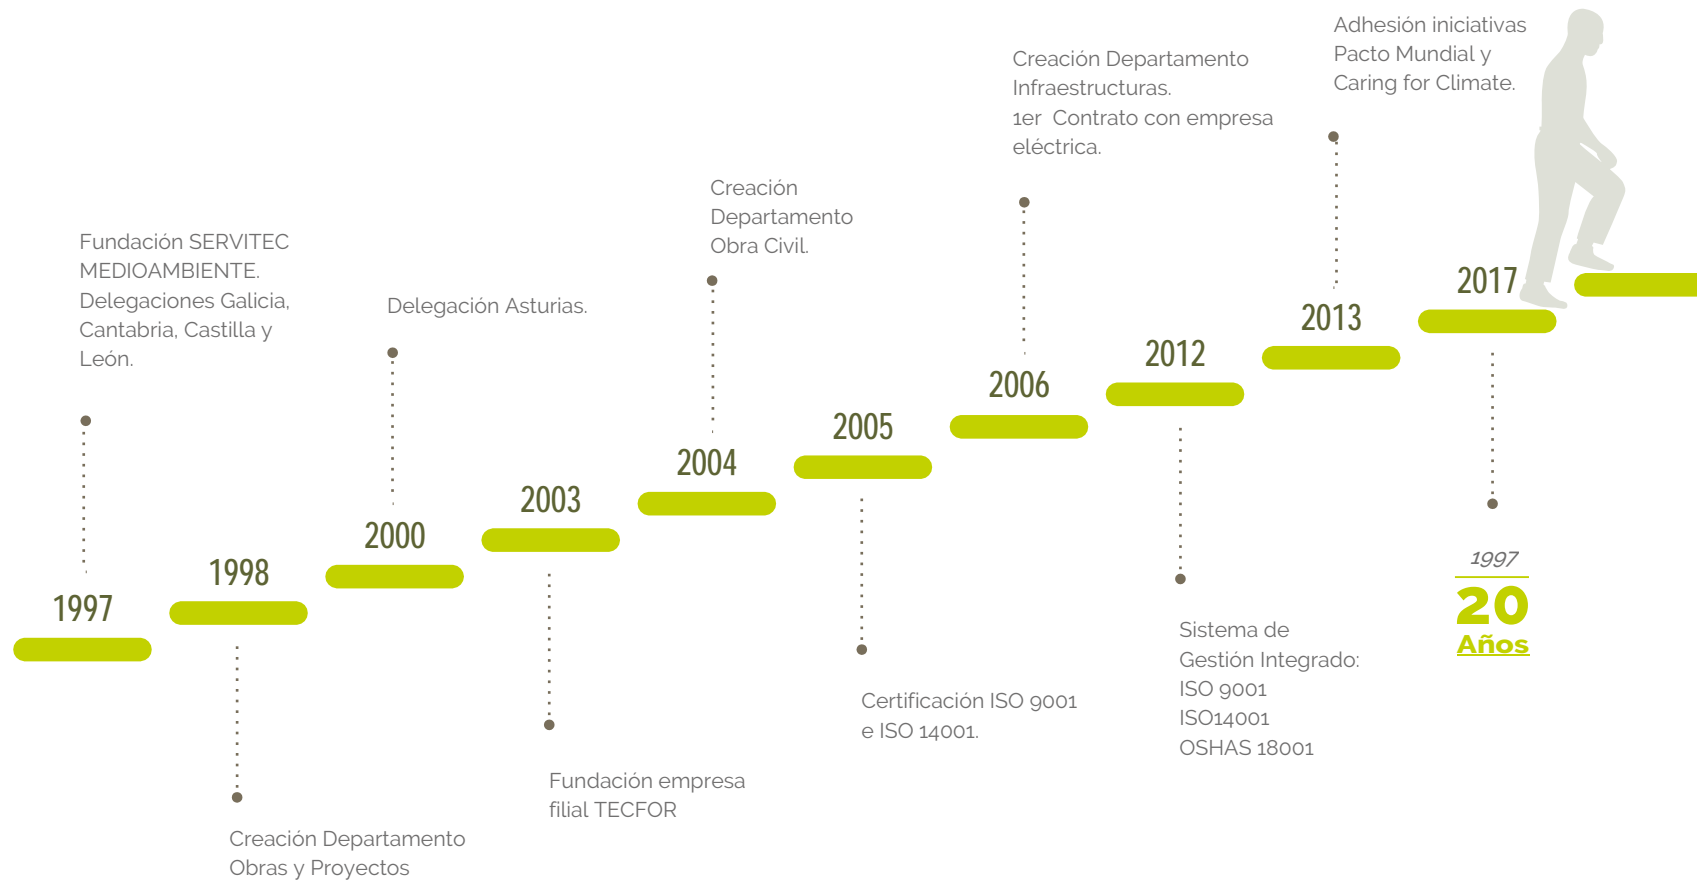 1997
Fundación SERVITEC
MEDIOAMBIENTE.
Delegaciones Galicia,
Cantabria, Castilla y
León.
1998
Creación Departamento
Obras y Proyectos
2000
Delegación Asturias.
2003
Fundación empresa
filial TECFOR
2004
Creación
Departamento
Obra Civil.
2005
Certificación ISO 9001
e ISO 14001.
2006
Creación Departamento
Infraestructuras.
1er Contrato con empresa
eléctrica.
2012
Sistema de
Gestión Integrado:
ISO 9001
ISO14001
OSHAS 18001
2013
Adhesión iniciativas
Pacto Mundial y
Caring for Climate.
2017
1997
20
Años